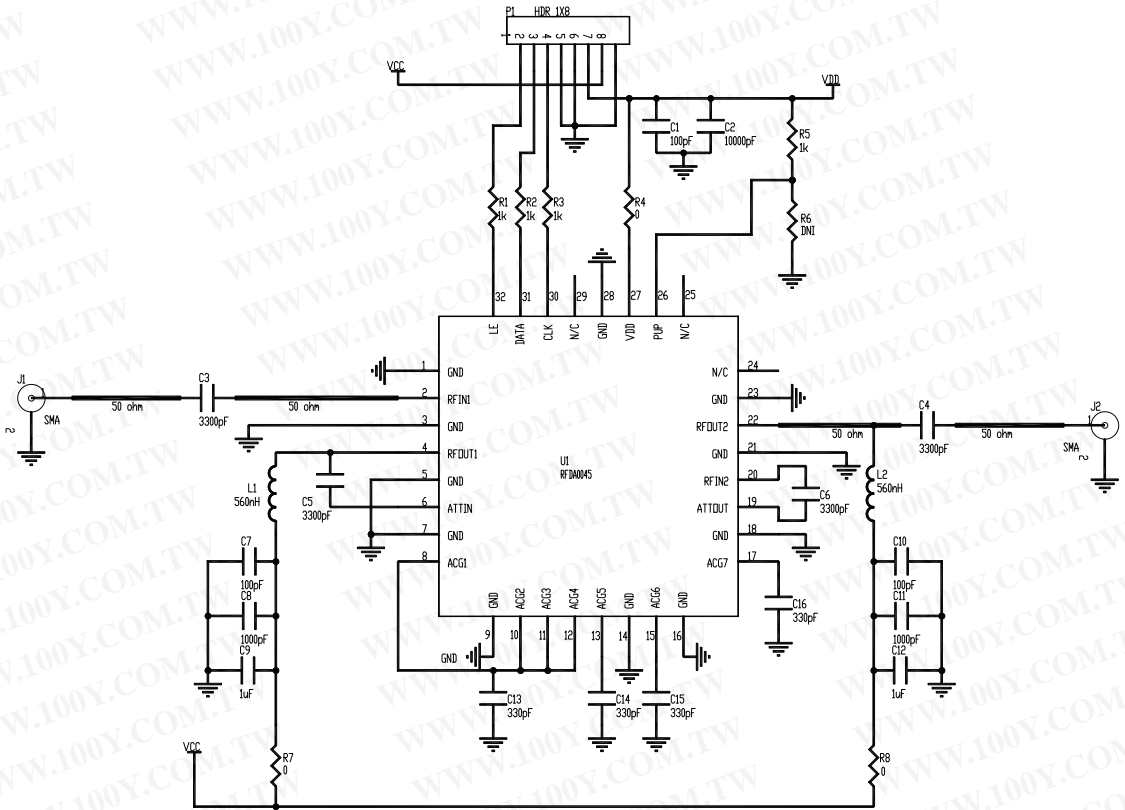 P1 HDR 1X8
1 2 3 4 5 6 7 8
VCC
VDD
C1
100pF
C2
10000pF
R5
1k
R1
1k
R2
1k
R3
1k
R4
0
R6
DNI
32 31 30 29 28 27 26 25
LE DATA CLK N/C GND VDD PUP N/C
J1
1
SMA
2
50 ohm
C3
3300pF
50 ohm
1 GND
2 RFIN1
3 GND
4 RFOUT1
5 GND
6 ATTIN
7 GND
8 ACG1
U1
RFDA0045
N/C 24
GND 23
RFOUT2 22
GND 21
RFIN2 20
ATTOUT 19
GND 18
ACG7 17
50 ohm
C4
3300pF
50 ohm
J2
1
SMA
2
L1
560nH
C5
3300pF
C6
3300pF
L2
560nH
C7
100pF
C8
1000pF
C9
1uF
C10
100pF
C11
1000pF
C12
1uF
C16
330pF
GND ACG2 ACG3 ACG4 ACG5 GND ACG6 GND
9 10 11 12 13 14 15 16
GND
C13
330pF
C14
330pF
C15
330pF
VCC
R7
0
R8
0
WWW.100Y.COM.TW